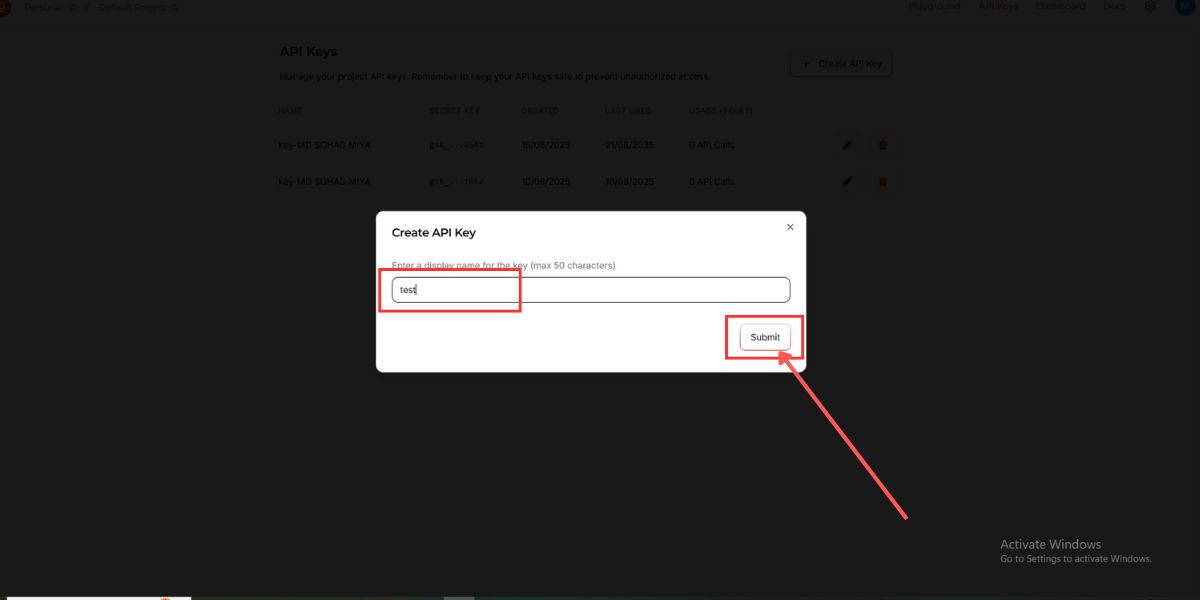 Personal / Default Project
Playground API Keys Dashboard Docs M
API Keys
+ Create API Key
Manage your project API keys. Remember to keep your API keys safe to prevent unauthorized access.
NAME SECRET KEY CREATED LAST USED USAGE (24HRS)
key-MD SOHAG MIYA 16/08/2025 21/08/2025 0 API Calls
key-MD SOHAG MIYA 10/08/2025 10/08/2025 0 API Calls
Create API Key
Enter a display name for the key (max 50 characters)
test
Submit
Activate Windows
Go to Settings to activate Windows.